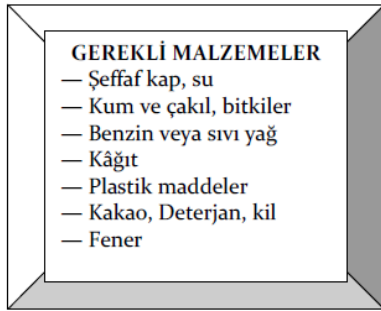 GEREKLİ MALZEMELER
— Şeffaf kap, su
— Kum ve çakıl, bitkiler
— Benzin veya sıvı yağ
— Kâğıt
— Plastik maddeler
— Kakao, Deterjan, kil
— Fener